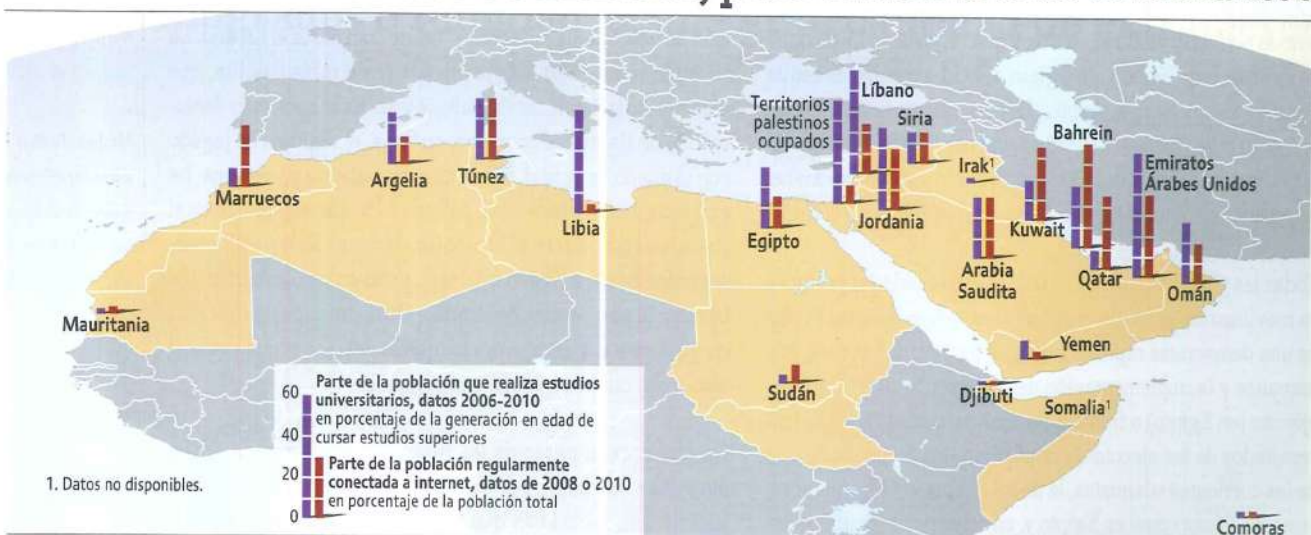 Líbano
Territorios
palestinos
ocupados
Siria
Bahrein
Irak¹
Emiratos
Árabes Unidos
Marruecos
Argelia
Túnez
Libia
Egipto
Jordania
Kuwait
Arabia
Saudita
Qatar
Omán
Mauritania
Sudán
Yemen
Djibuti
Somalia¹
Comoras
60
40
20
0
Parte de la población que realiza estudios
universitarios, datos 2006-2010
en porcentaje de la generación en edad de
cursar estudios superiores
Parte de la población regularmente
conectada a internet, datos de 2008 o 2010
en porcentaje de la población total
1. Datos no disponibles.